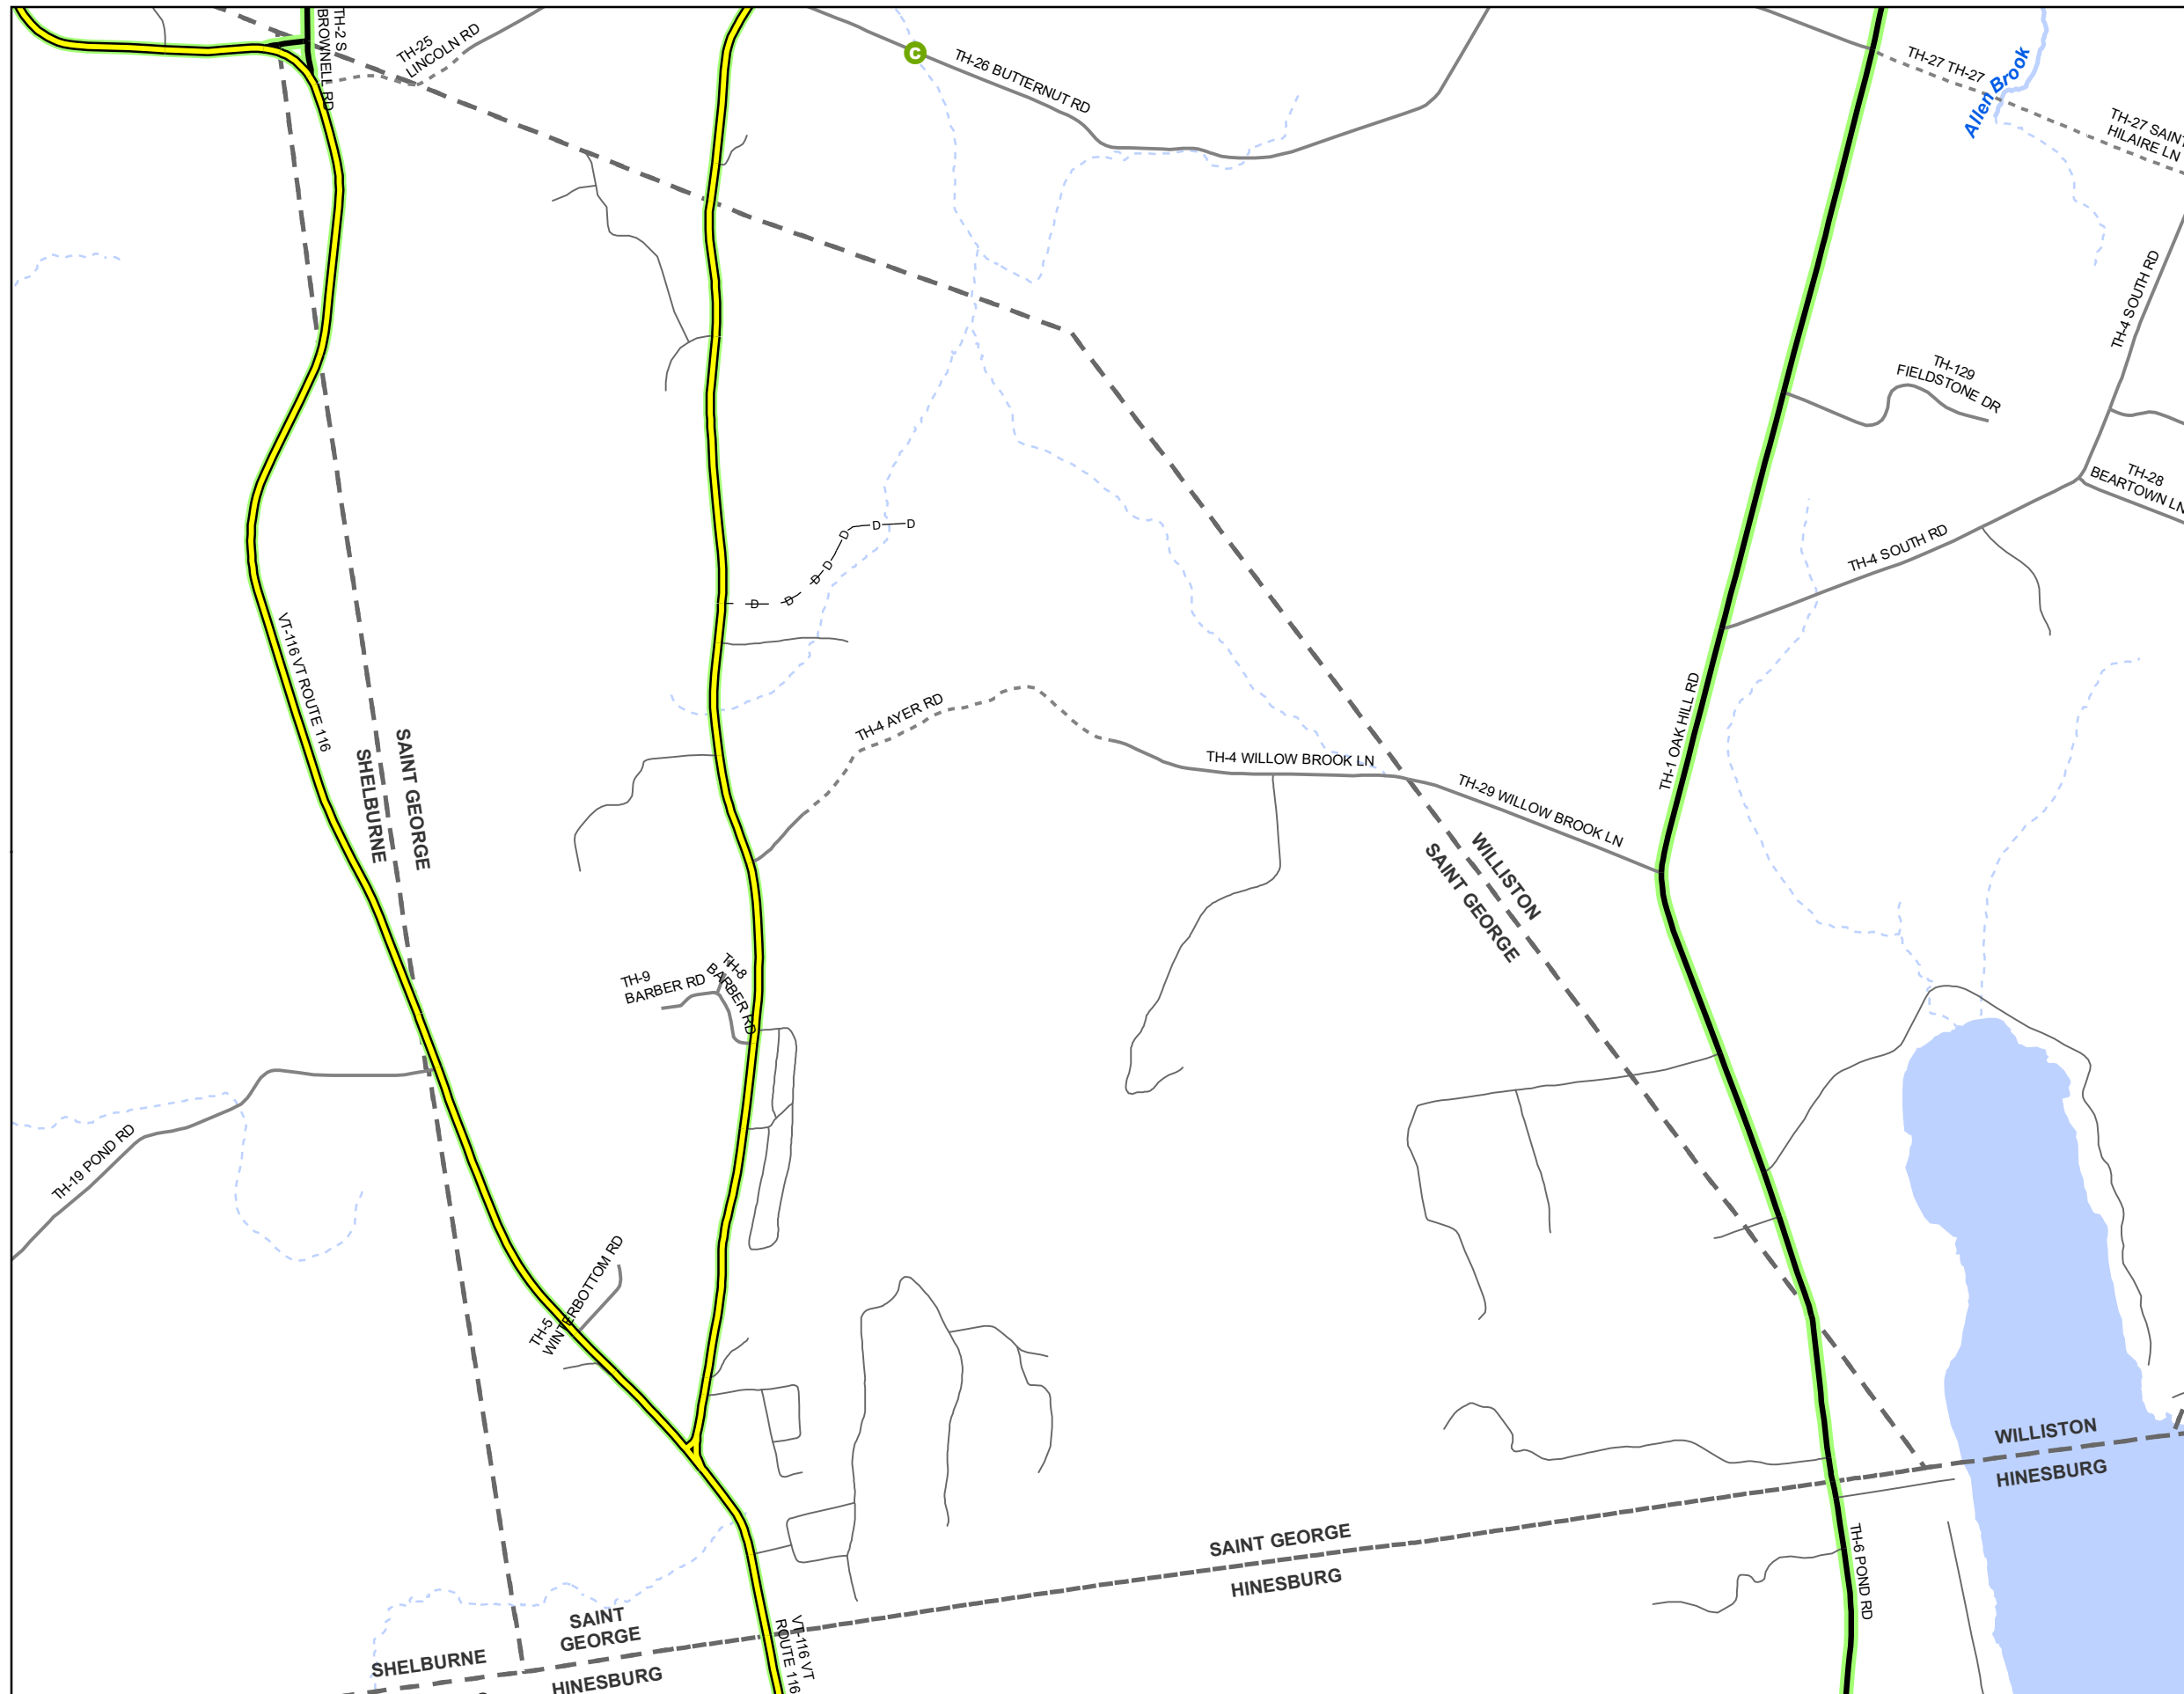 TH-2 S
BROWNELL RD
TH-25
LINCOLN RD
C
TH-26 BUTTERNUT RD
TH-27 TH-27
Allen Brook
TH-27 SAINT
HILAIRE LN
TH-4 SOUTH RD
TH-129
FIELDSTONE DR
TH-28
BEARTOWN LN
TH-4 SOUTH RD
D
D
D
D
D
D
D
VT-116 VT ROUTE 116
SAINT GEORGE
SHELBURNE
TH-4 AYER RD
TH-4 WILLOW BROOK LN
TH-29 WILLOW BROOK LN
TH-1 OAK HILL RD
WILLISTON
SAINT GEORGE
TH-9
BARBER RD
TH-8
BARBER RD
TH-19 POND RD
TH-5
WINTERBOTTOM RD
WILLISTON
HINESBURG
SAINT GEORGE
HINESBURG
TH-6 POND RD
SAINT
GEORGE
SHELBURNE
HINESBURG
VT-116 VT
ROUTE 116